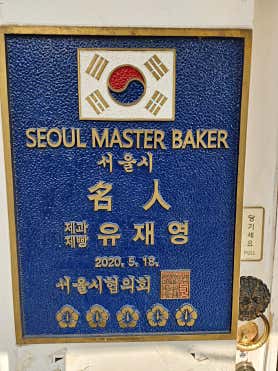 SEOUL MASTER BAKER
서울시
名人
제과
제빵 유재영
2020. 5. 18.
서울시협의회
당기세요
PULL